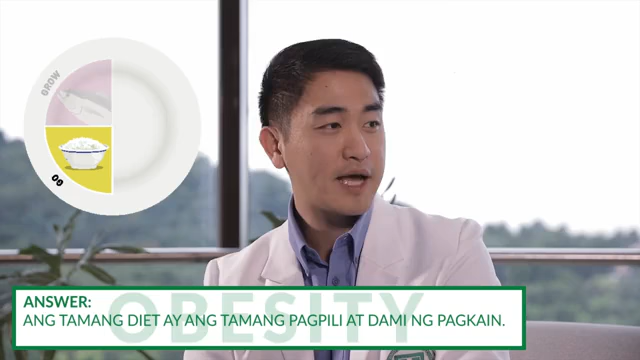 GROW
GO
OBESITY
ANSWER:
ANG TAMANG DIET AY ANG TAMANG PAGPILI AT DAMI NG PAGKAIN.